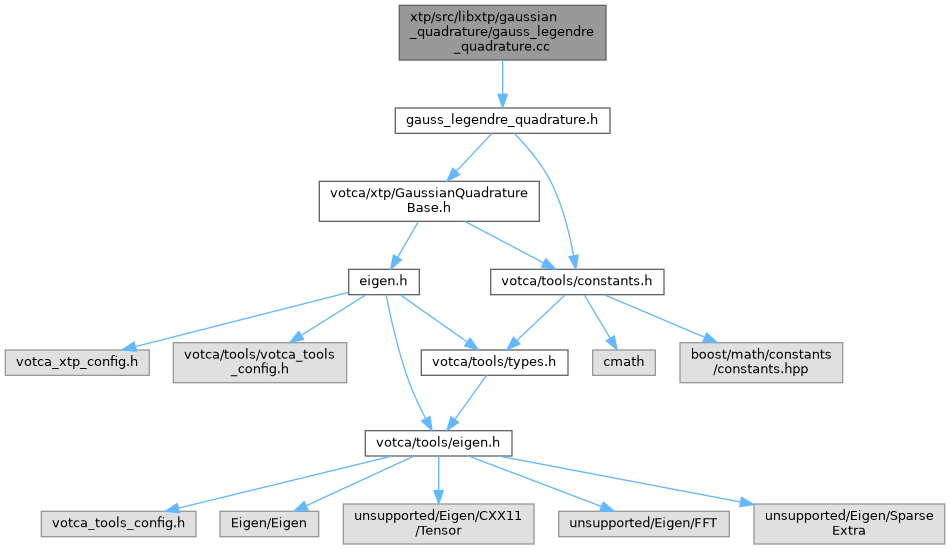 xtp/src/libxtp/gaussian
_quadrature/gauss_legendre
_quadrature.cc
gauss_legendre_quadrature.h
votca/xtp/GaussianQuadrature
Base.h
eigen.h
votca/tools/constants.h
votca_xtp_config.h
votca/tools/votca_tools
_config.h
votca/tools/types.h
cmath
boost/math/constants
/constants.hpp
votca/tools/eigen.h
votca_tools_config.h
Eigen/Eigen
unsupported/Eigen/CXX11
/Tensor
unsupported/Eigen/FFT
unsupported/Eigen/Sparse
Extra